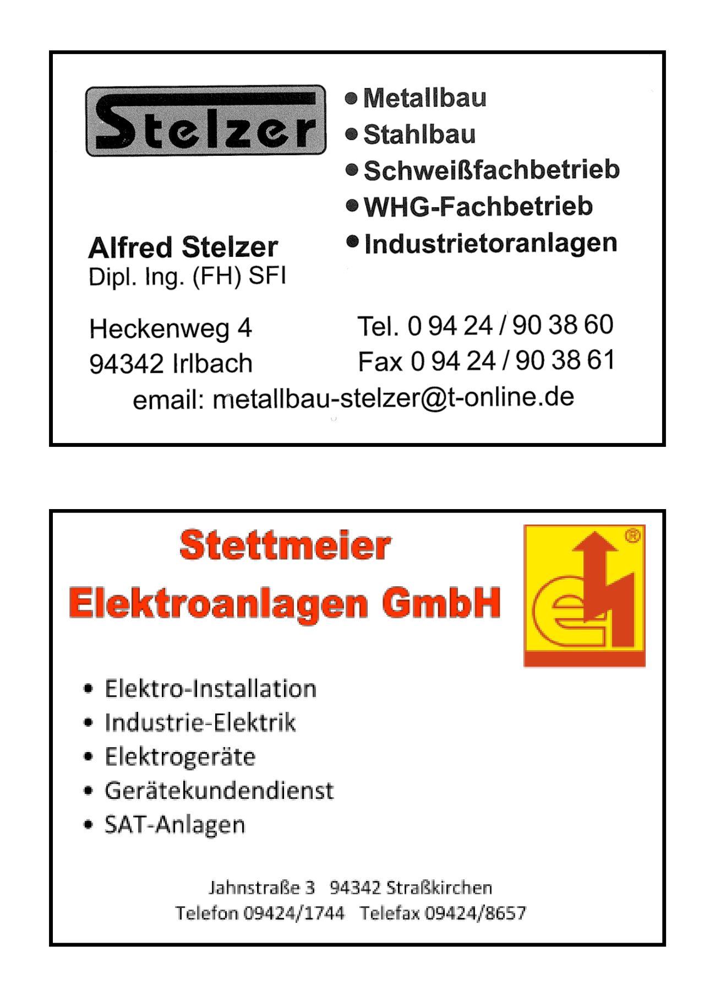 Stelzer
• Metallbau
• Stahlbau
• Schweißfachbetrieb
• WHG-Fachbetrieb
• Industrietoranlagen
Alfred Stelzer
Dipl. Ing. (FH) SFI
Heckenweg 4
94342 Irlbach
Tel. 0 94 24 / 90 38 60
Fax 0 94 24 / 90 38 61
email: metallbau-stelzer@t-online.de
Stettmeier
Elektroanlagen GmbH
e ®
• Elektro-Installation
• Industrie-Elektrik
• Elektrogeräte
• Gerätekundendienst
• SAT-Anlagen
Jahnstraße 3 94342 Straßkirchen
Telefon 09424/1744 Telefax 09424/8657